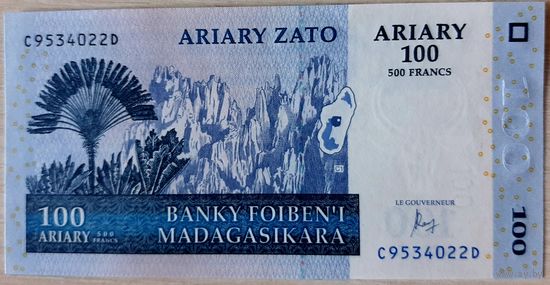 C9534022D
ARIARY ZATO
ARIARY
100
500 FRANCS
LE GOUVERNEUR
100
ARIARY 500 FRANCS
BANKY FOIBEN'I
MADAGASIKARA
C9534022D
100